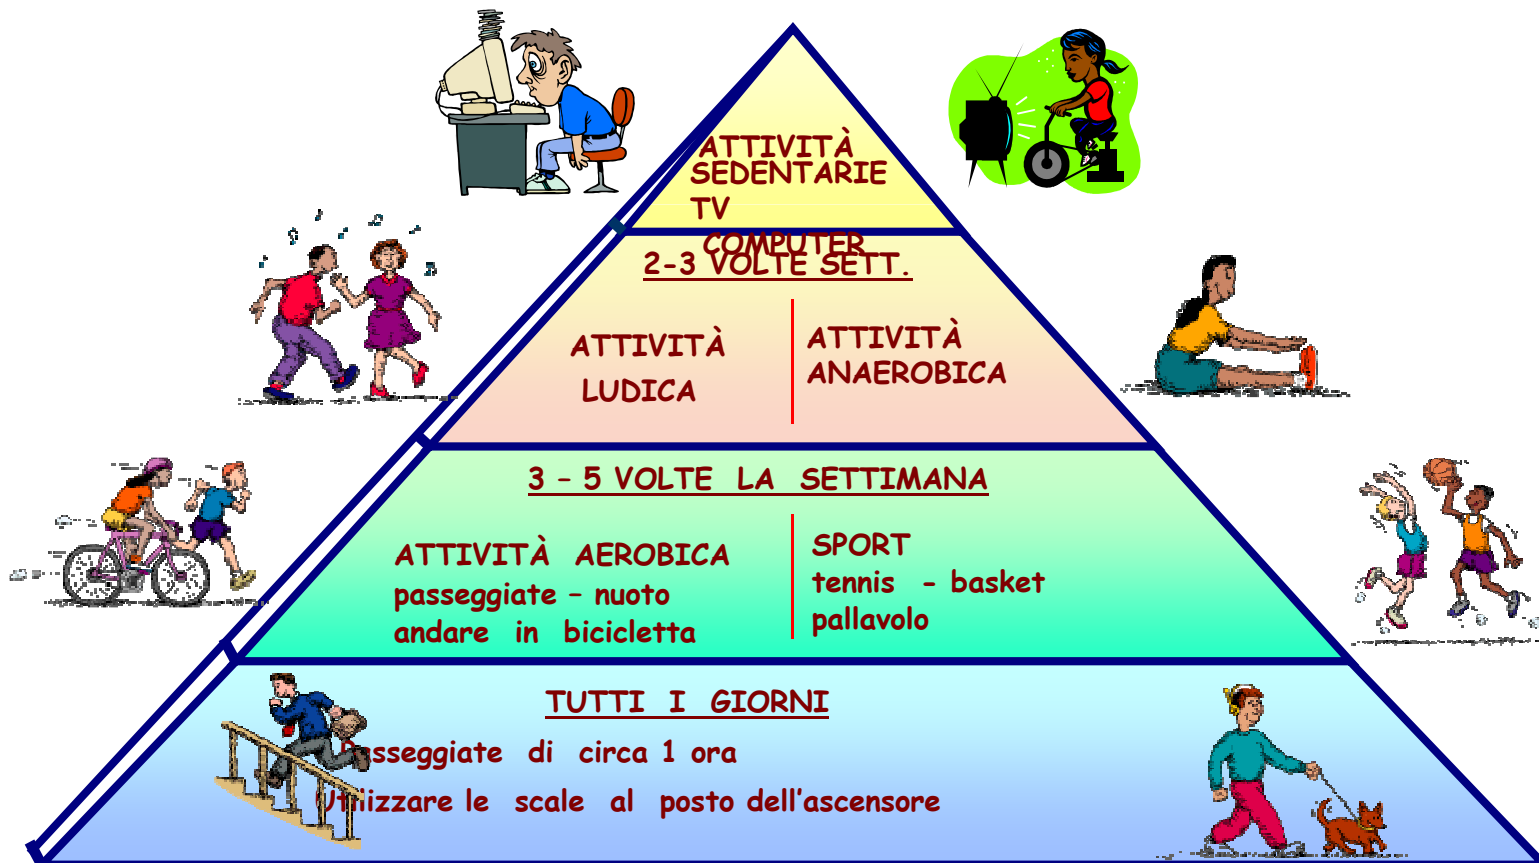 ATTIVITÀ
SEDENTARIE
TV
COMPUTER
2-3 VOLTE SETT.
ATTIVITÀ
LUDICA
ATTIVITÀ
ANAEROBICA
3 – 5 VOLTE LA SETTIMANA
ATTIVITÀ AEROBICA
passeggiate – nuoto
andare in bicicletta
SPORT
tennis – basket
pallavolo
TUTTI I GIORNI
Passeggiate di circa 1 ora
Utilizzare le scale al posto dell'ascensore